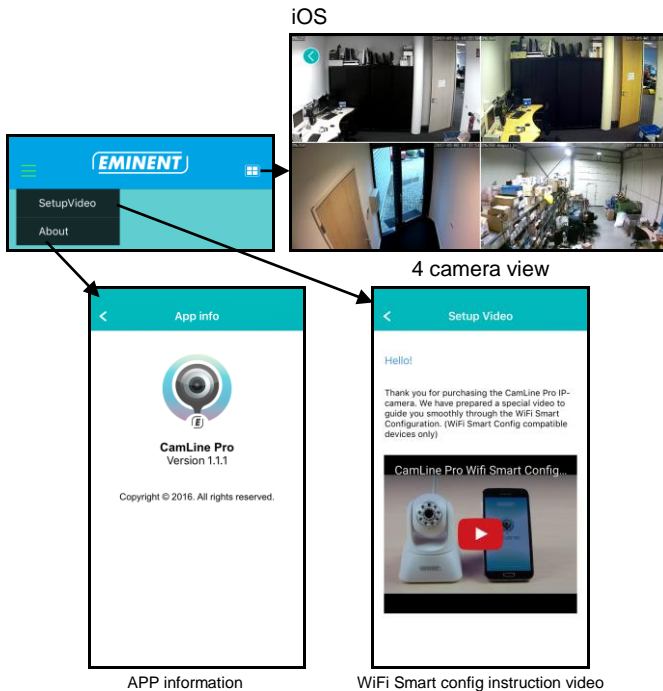 iOS
EMINENT
SetupVideo
About
4 camera view
App info
E
CamLine Pro
Version 1.1.1
Copyright © 2016. All rights reserved.
APP information
Setup Video
Hello!
Thank you for purchasing the CamLine Pro IP-
camera. We have prepared a special video to
guide you smoothly through the WiFi Smart
Configuration. (WiFi Smart Config compatible
devices only)
CamLine Pro Wifi Smart Config...
WiFi Smart config instruction video